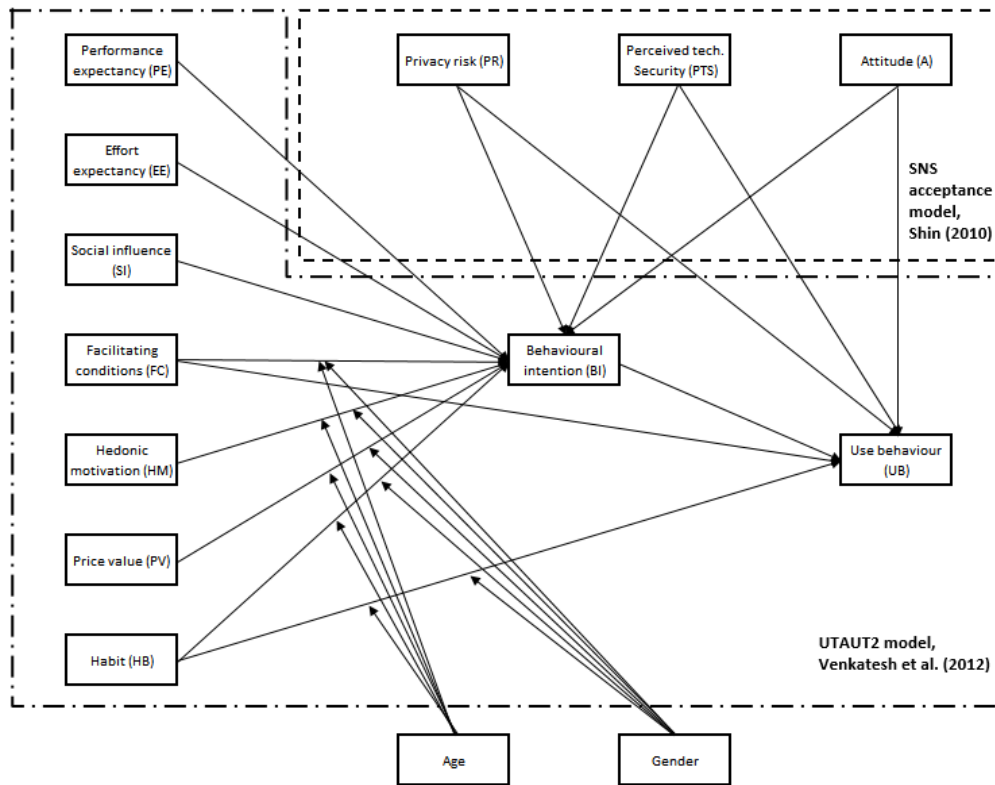 Performance
expectancy (PE)
Privacy risk (PR)
Perceived tech.
Security (PTS)
Attitude (A)
Effort
expectancy (EE)
SNS
acceptance
model,
Shin (2010)
Social influence
(SI)
Facilitating
conditions (FC)
Behavioural
intention (BI)
Hedonic
motivation (HM)
Use behaviour
(UB)
Price value (PV)
Habit (HB)
UTAUT2 model,
Venkatesh et al. (2012)
Age
Gender